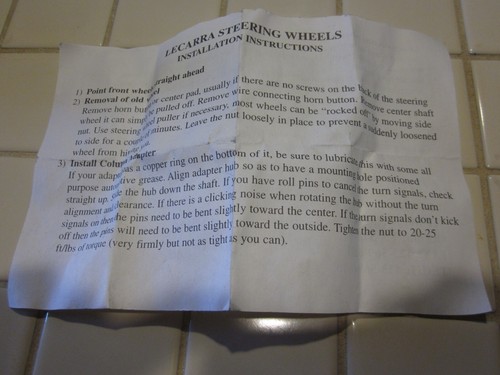 LECARRA STEERING WHEELS
INSTALLATION INSTRUCTIONS
1) Point front wheels straight ahead
2) Removal of old center pad, usually if there are no screws on the back of the steering
Remove horn pulled off. Remove wire connecting horn button. Remove center shaft
wheel it can puller if necessary, most wheels can be "rocked off" by moving side
nut. Use steering minutes. Leave the nut loosely in place to prevent a suddenly loosened
to side for a
wheel from
3) Install Column Adapter
If your adapter has a copper ring on the bottom of it, be sure to lubricate this with some all
purpose automotive grease. Align adapter hub so as to have a mounting hole positioned
straight up. the hub down the shaft. If you have roll pins to cancel the turn signals, check
alignment and clearance. If there is a clicking noise when rotating the hub without the turn
signals on then the pins need to be bent slightly toward the center. If the turn signals don't kick
off then the pins will need to be bent slightly toward the outside. Tighten the nut to 20-25
ft/lbs of torque (very firmly but not as tight as you can).